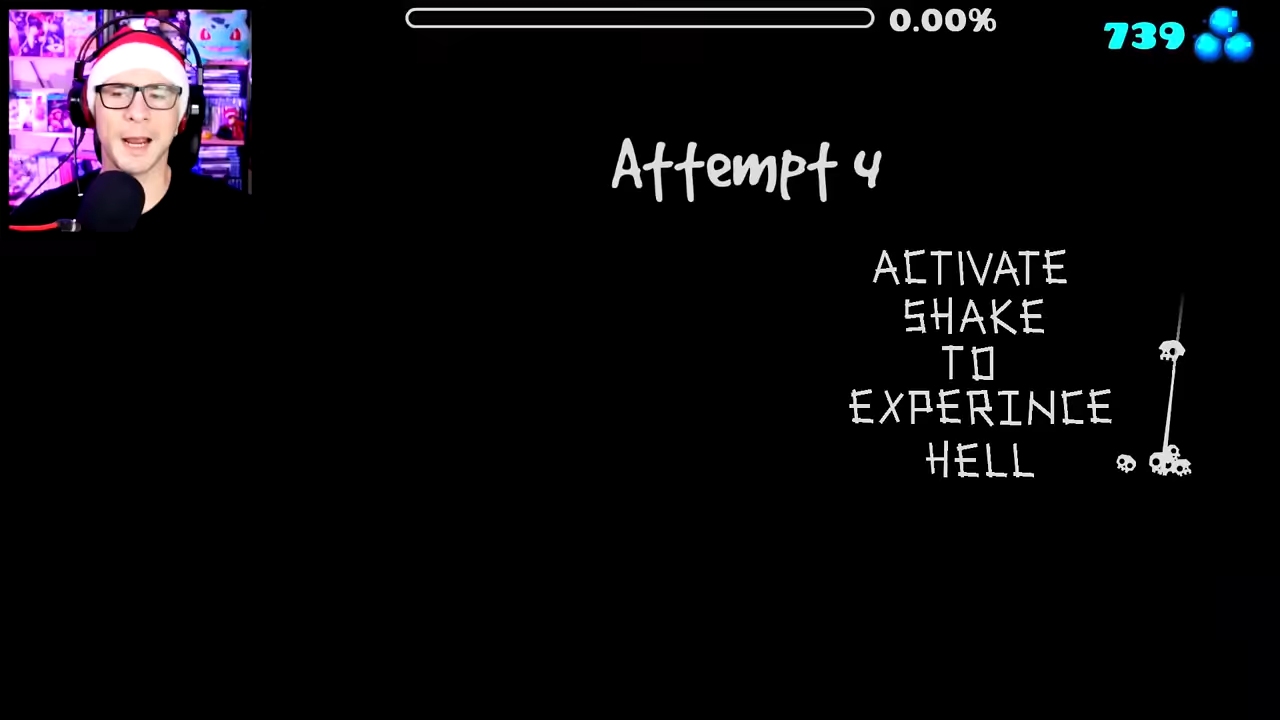 0.00%
739
Attempt 4
ACTIVATE
SHAKE
TO
EXPERINCE
HELL